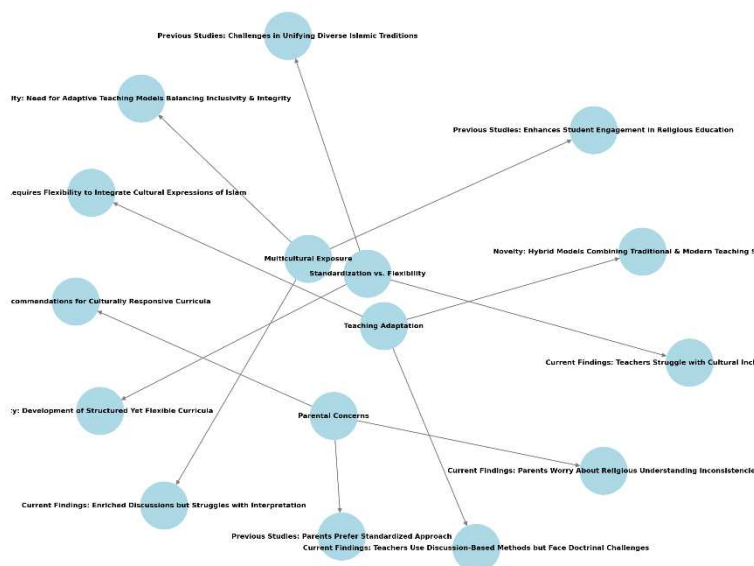 Previous Studies: Challenges in Unifying Diverse Islamic Traditions
Need for Adaptive Teaching Models Balancing Inclusivity & Integrity
Previous Studies: Enhances Student Engagement in Religious Education
Flexibility to Integrate Cultural Expressions of Islam
Multicultural Exposure
Novelty: Hybrid Models Combining Traditional & Modern Teaching
Standardization vs. Flexibility
for Culturally Responsive Curricula
Teaching Adaptation
Current Findings: Teachers Struggle with Cultural
Development of Structured Yet Flexible Curricula
Parental Concerns
Current Findings: Parents Worry About Religious Understanding
Current Findings: Enriched Discussions but Struggles with Interpretation
Previous Studies: Parents Prefer Standardized Approach
Current Findings: Teachers Use Discussion-Based Methods but Face Doctrinal Challenges